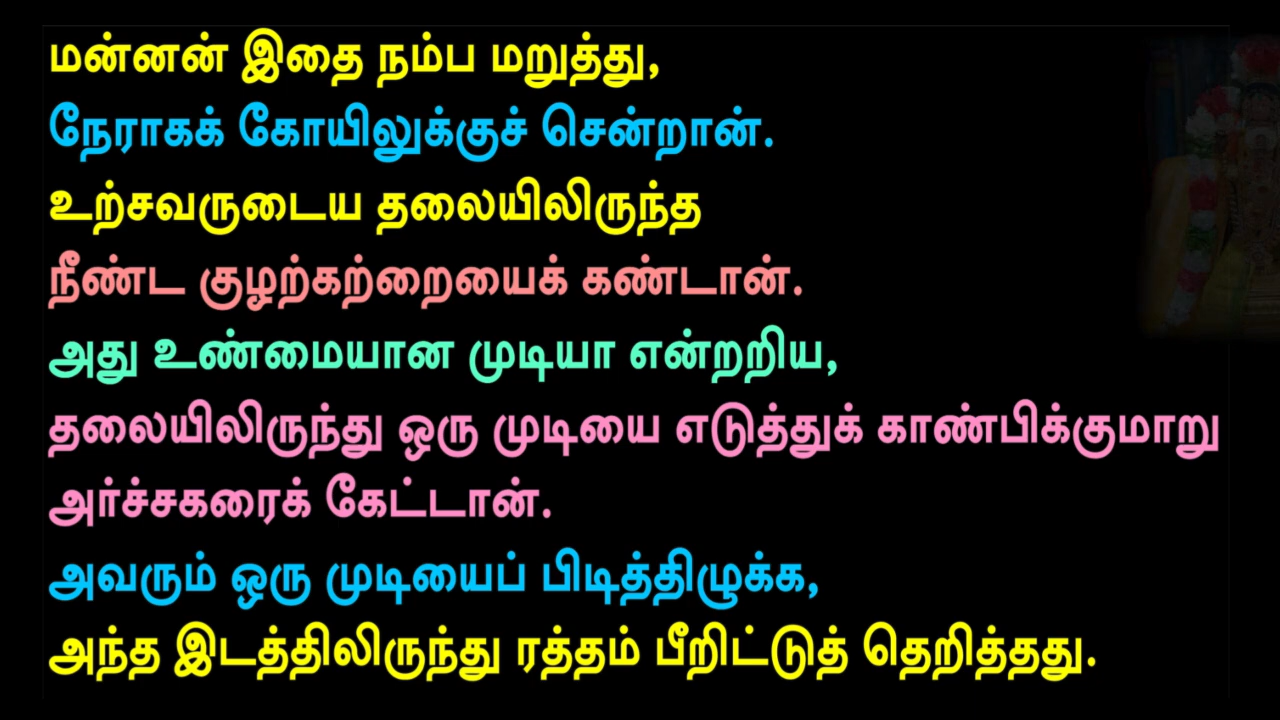 மன்னன் இதை நம்ப மறுத்து,
நேராகக் கோயிலுக்குச் சென்றான்.
உற்சவருடைய தலையிலிருந்த
நீண்ட குழற்கற்றையைக் கண்டான்.
அது உண்மையான முடியா என்றறிய,
தலையிலிருந்து ஒரு முடியை எடுத்துக் காண்பிக்குமாறு
அர்ச்சகரைக் கேட்டான்.
அவரும் ஒரு முடியைப் பிடித்திழுக்க,
அந்த இடத்திலிருந்து ரத்தம் பீறிட்டுத் தெறித்தது.